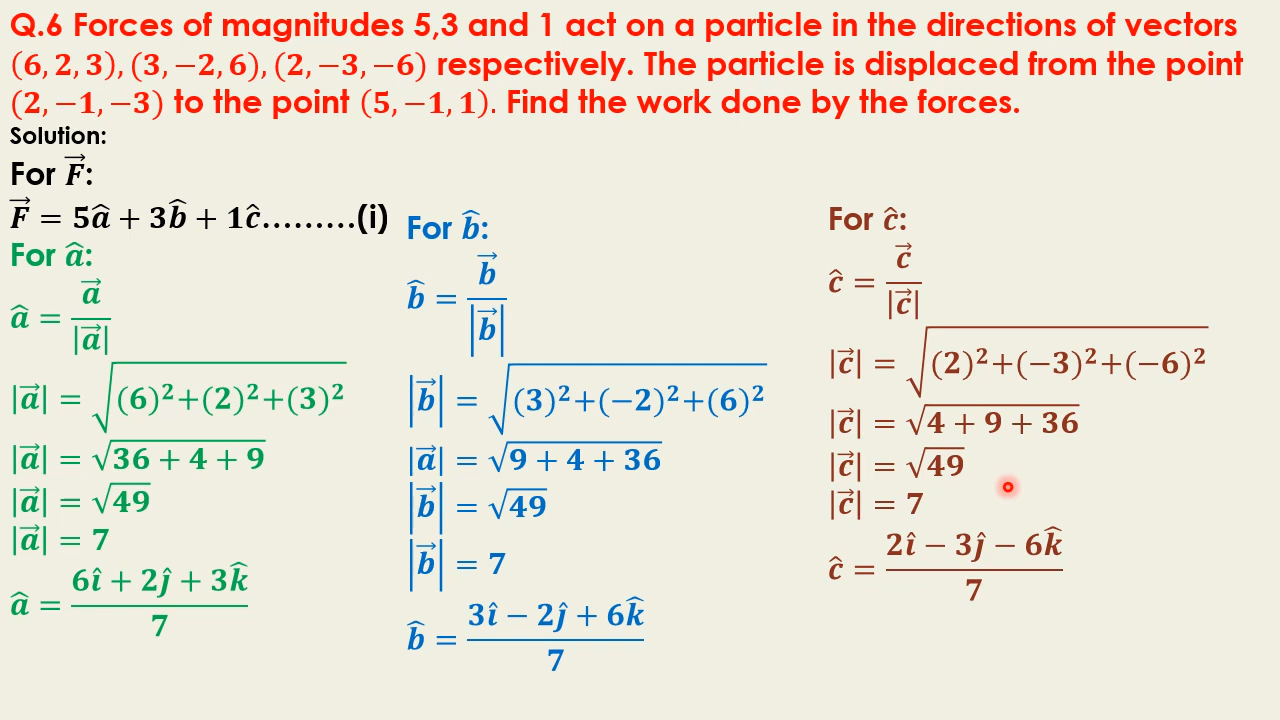 Q.6 Forces of magnitudes 5,3 and 1 act on a particle in the directions of vectors
(6, 2, 3), (3, −2, 6), (2, −3, −6) respectively. The particle is displaced from the point
(2, −1, −3) to the point (5, −1, 1). Find the work done by the forces.
Solution:
For F⃗:
F⃗ = 5â + 3b̂ + 1ĉ………(i)
For â:
â = a⃗ / |a⃗|
|a⃗| = √((6)²+(2)²+(3)²)
|a⃗| = √(36 + 4 + 9)
|a⃗| = √49
|a⃗| = 7
â = (6î + 2ĵ + 3k̂) / 7
For b̂:
b̂ = b⃗ / |b⃗|
|b⃗| = √((3)²+(−2)²+(6)²)
|a⃗| = √(9 + 4 + 36)
|b⃗| = √49
|b⃗| = 7
b̂ = (3î − 2ĵ + 6k̂) / 7
For ĉ:
ĉ = c⃗ / |c⃗|
|c⃗| = √((2)²+(−3)²+(−6)²)
|c⃗| = √(4 + 9 + 36)
|c⃗| = √49
|c⃗| = 7
ĉ = (2î − 3ĵ − 6k̂) / 7